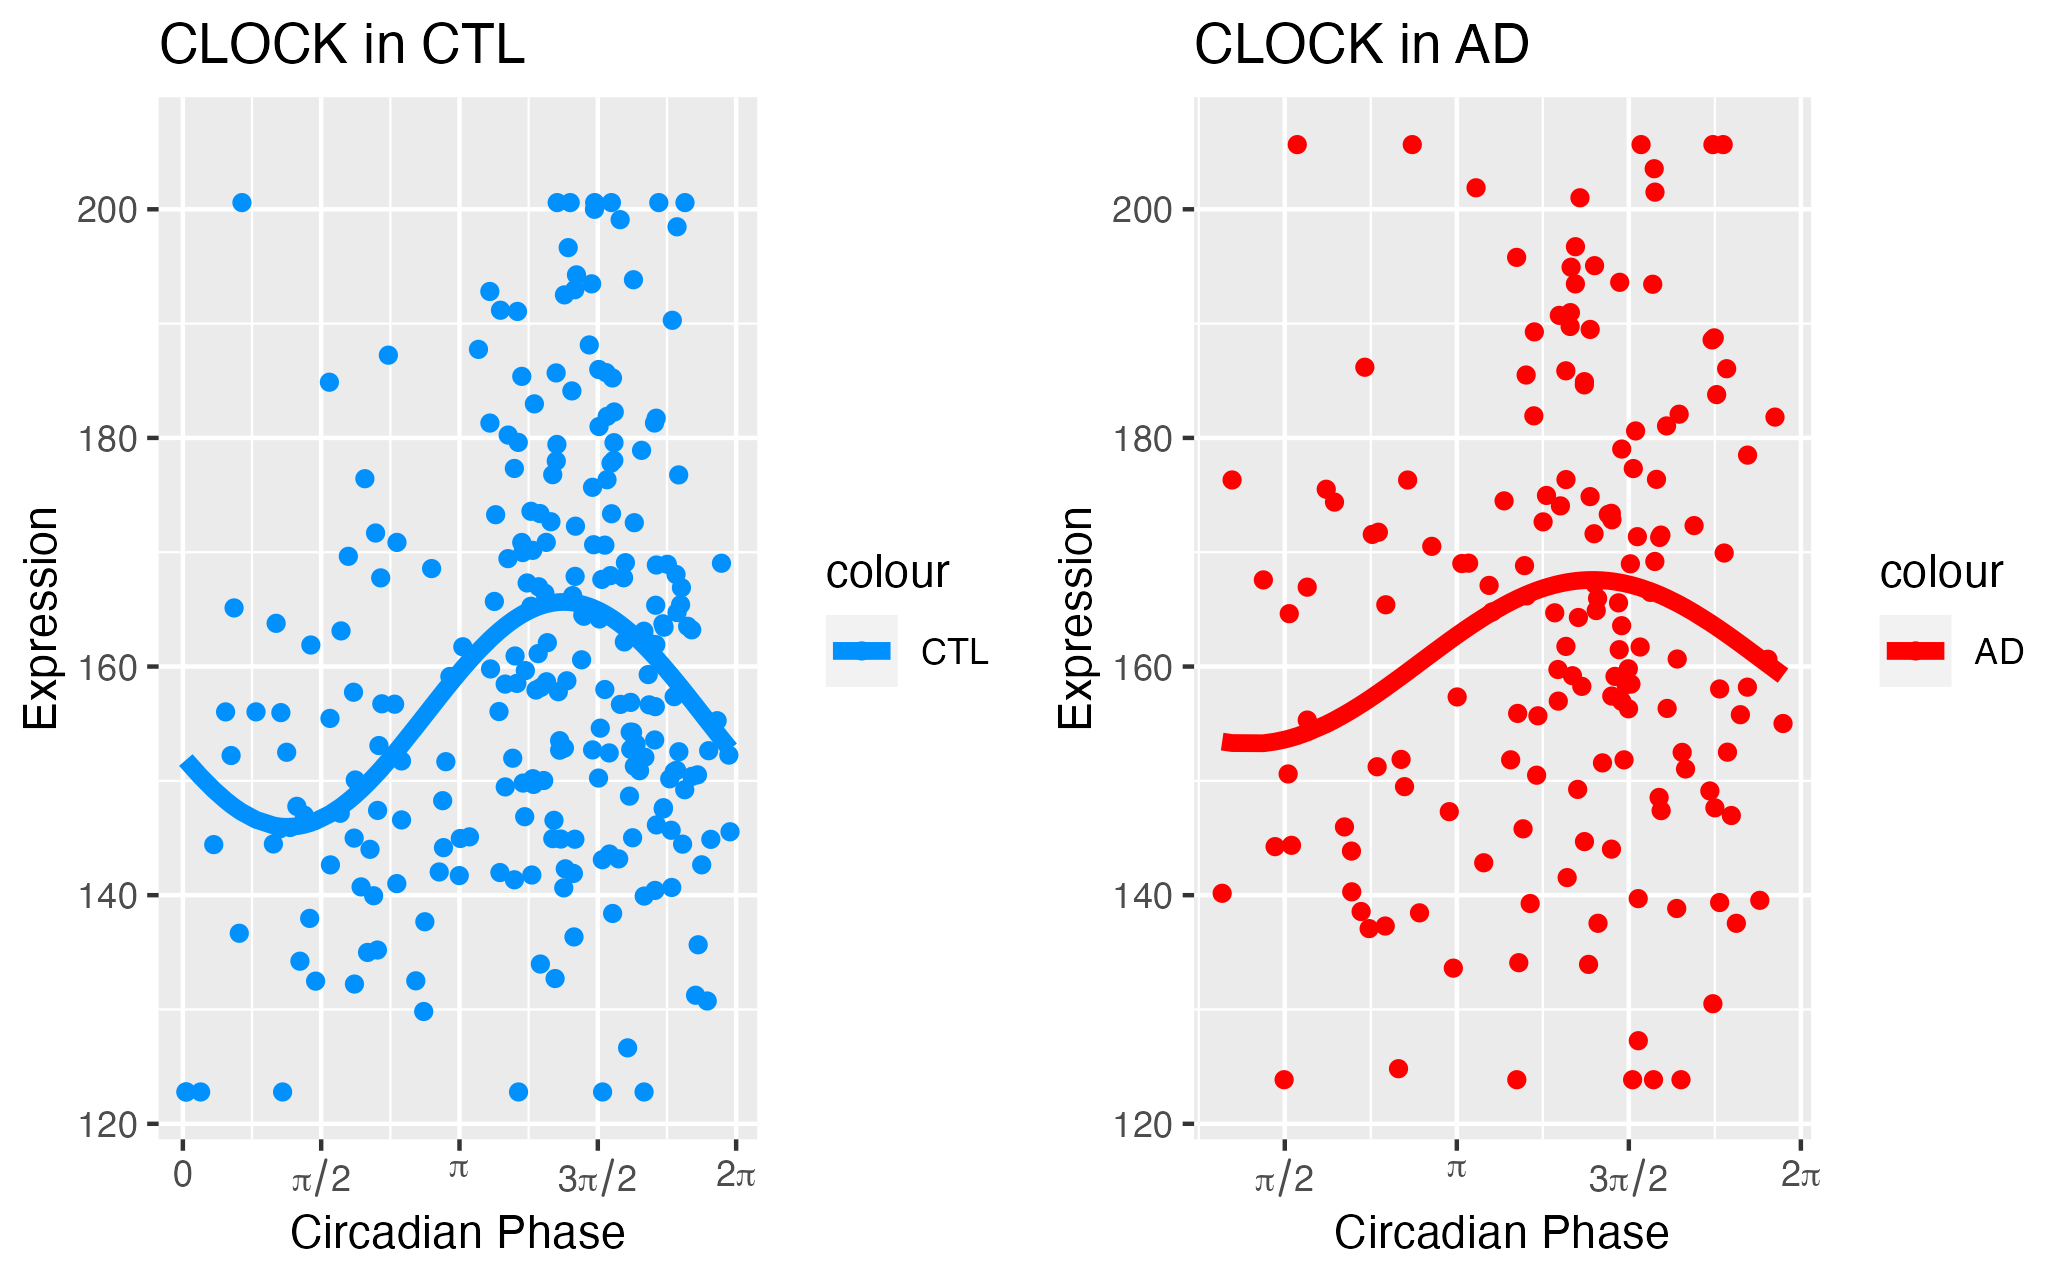 CLOCK in CTL
Expression
200
180
160
140
120
0
π/2
π
3π/2
2π
Circadian Phase
colour
CTL
CLOCK in AD
Expression
200
180
160
140
120
π/2
π
3π/2
2π
Circadian Phase
colour
AD